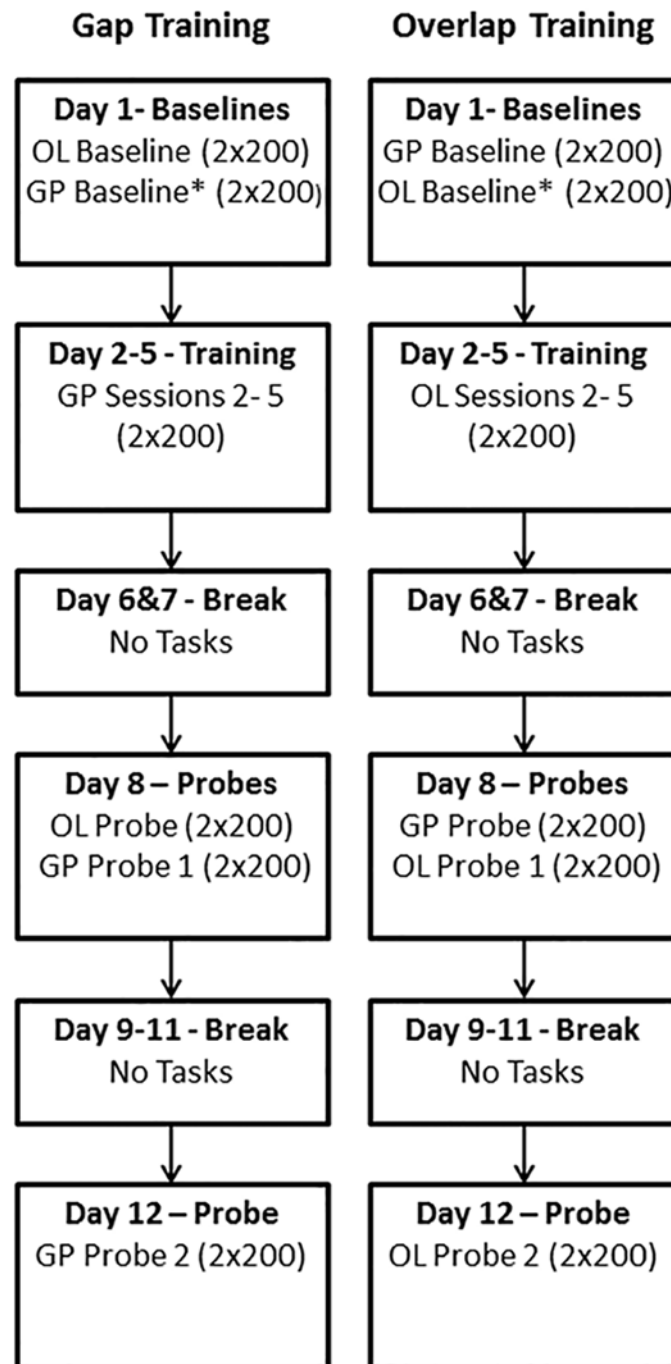 Gap Training
Day 1- Baselines
OL Baseline (2x200)
GP Baseline* (2x200)
Day 2-5 - Training
GP Sessions 2- 5
(2x200)
Day 6&7 - Break
No Tasks
Day 8 – Probes
OL Probe (2x200)
GP Probe 1 (2x200)
Day 9-11 - Break
No Tasks
Day 12 – Probe
GP Probe 2 (2x200)
Overlap Training
Day 1- Baselines
GP Baseline (2x200)
OL Baseline* (2x200)
Day 2-5 - Training
OL Sessions 2- 5
(2x200)
Day 6&7 - Break
No Tasks
Day 8 – Probes
GP Probe (2x200)
OL Probe 1 (2x200)
Day 9-11 - Break
No Tasks
Day 12 – Probe
OL Probe 2 (2x200)